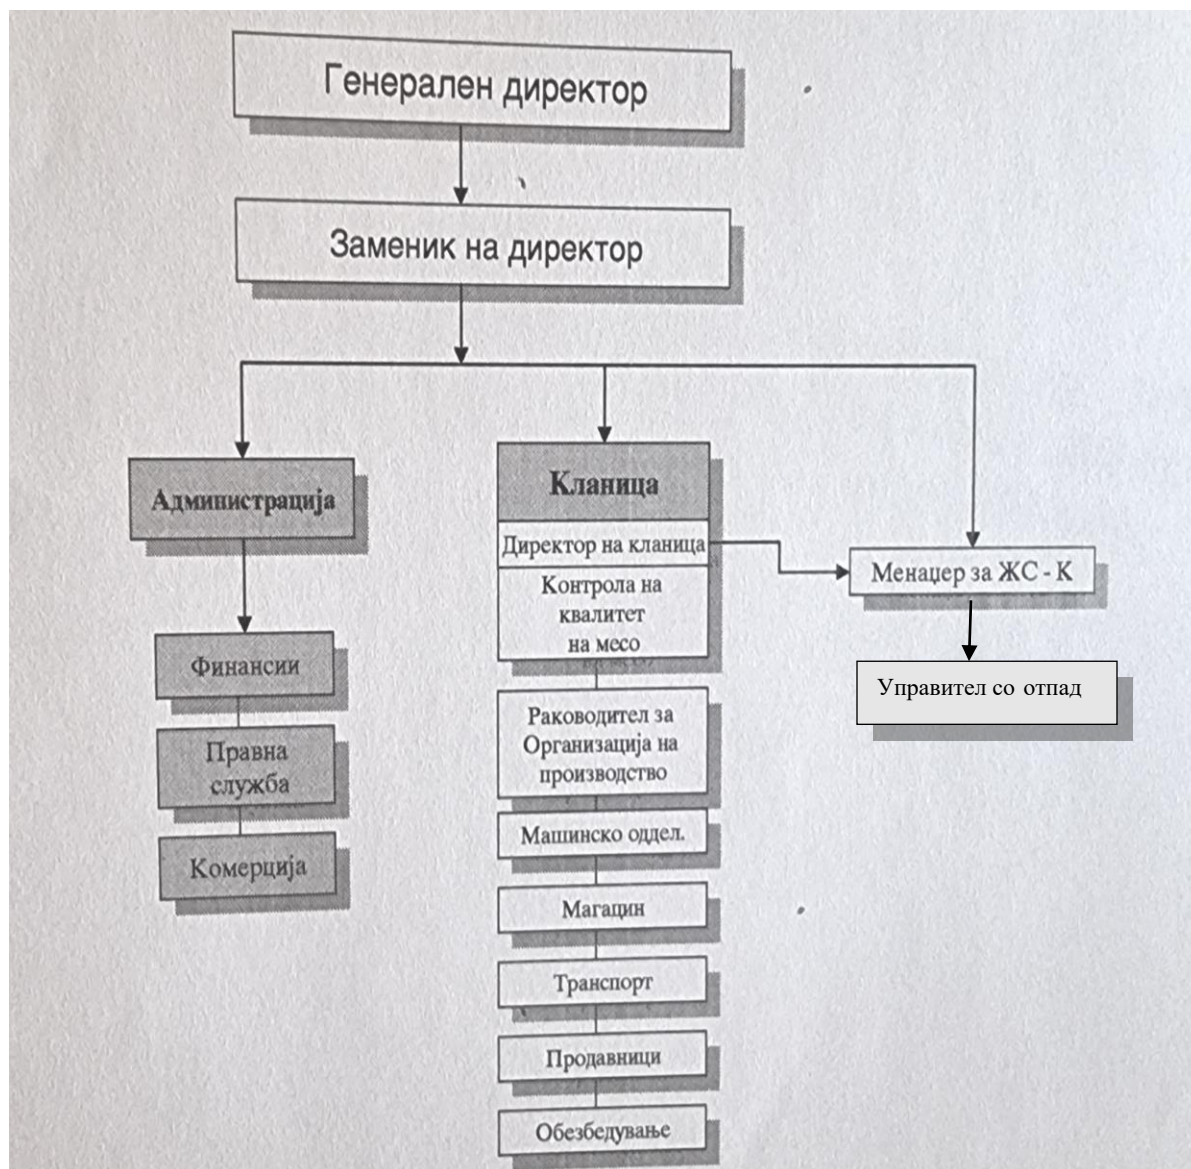 Генерален директор
Заменик на директор
Администрација
Финансии
Правна
служба
Комерција
Кланица
Директор на кланица
Контрола на
квалитет
на месо
Раководител за
Организација на
производство
Машинско оддел.
Магацин
Транспорт
Продавници
Обезбедување
Менаџер за ЖС - К
Управител со отпад